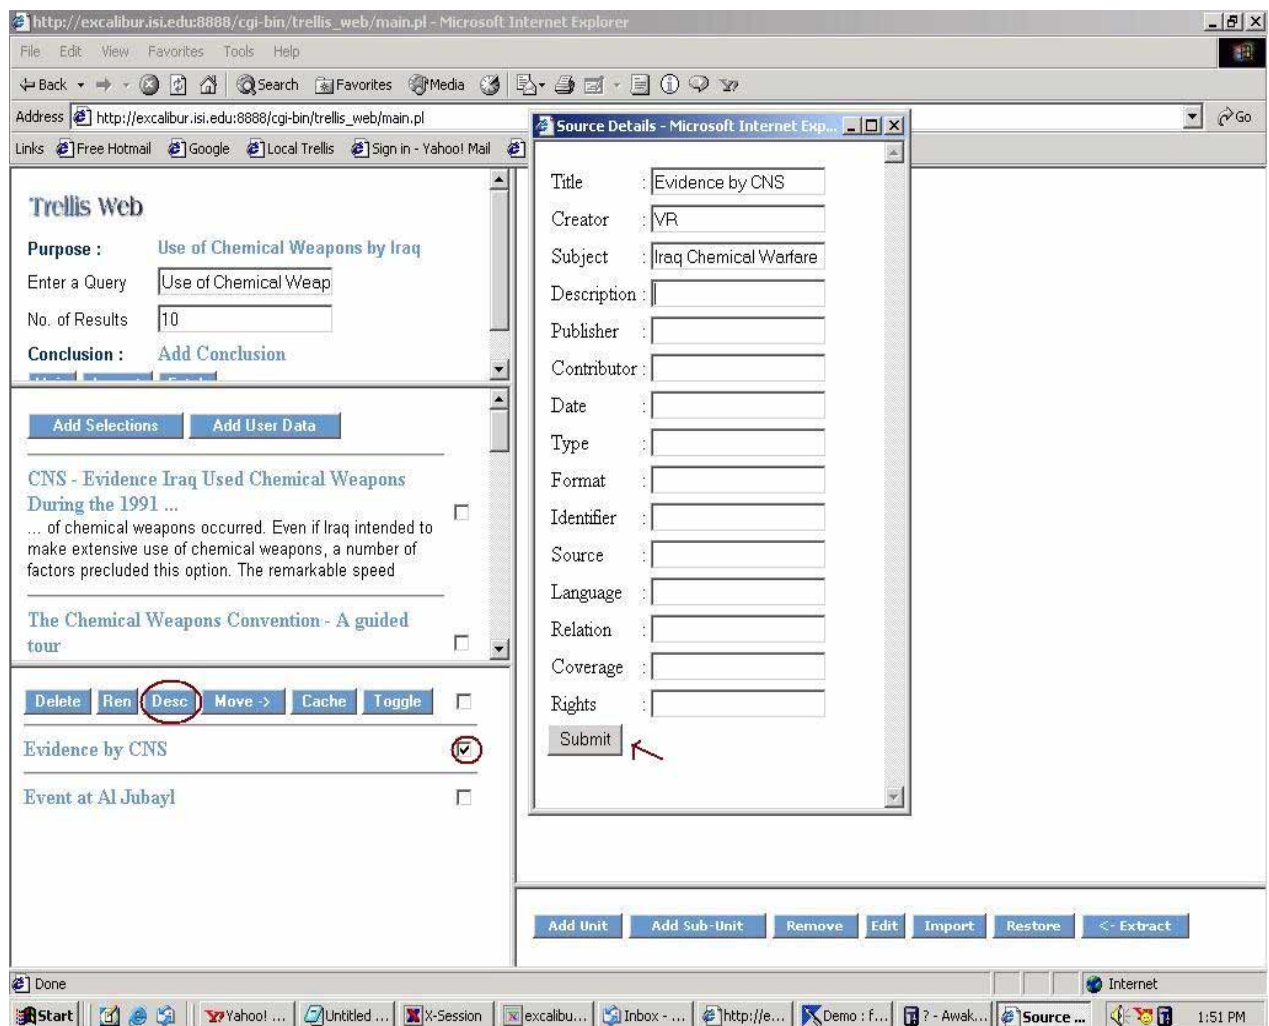 http://excalibur.isi.edu:8888/cgi-bin/trellis_web/main.pl - Microsoft Internet Explorer
File Edit View Favorites Tools Help
Back Search Favorites Media
Address http://excalibur.isi.edu:8888/cgi-bin/trellis_web/main.pl Go
Links Free Hotmail Google Local Trellis Sign in - Yahoo! Mail
Trellis Web
Purpose : Use of Chemical Weapons by Iraq
Enter a Query Use of Chemical Weap
No. of Results 10
Conclusion : Add Conclusion
Add Selections Add User Data
CNS - Evidence Iraq Used Chemical Weapons
During the 1991 ...
... of chemical weapons occurred. Even if Iraq intended to
make extensive use of chemical weapons, a number of
factors precluded this option. The remarkable speed
The Chemical Weapons Convention - A guided
tour
Delete Ren Desc Move -> Cache Toggle
Evidence by CNS
Event at Al Jubayl
Source Details - Microsoft Internet Exp...
Title : Evidence by CNS
Creator : VR
Subject : Iraq Chemical Warfare
Description :
Publisher :
Contributor :
Date :
Type :
Format :
Identifier :
Source :
Language :
Relation :
Coverage :
Rights :
Submit
Add Unit Add Sub-Unit Remove Edit Import Restore <- Extract
Done Internet
Start Yahoo! ... Untitled ... X-Session excalibu... Inbox - ... http://e... Demo : f... ? - Awak... Source ... 1:51 PM